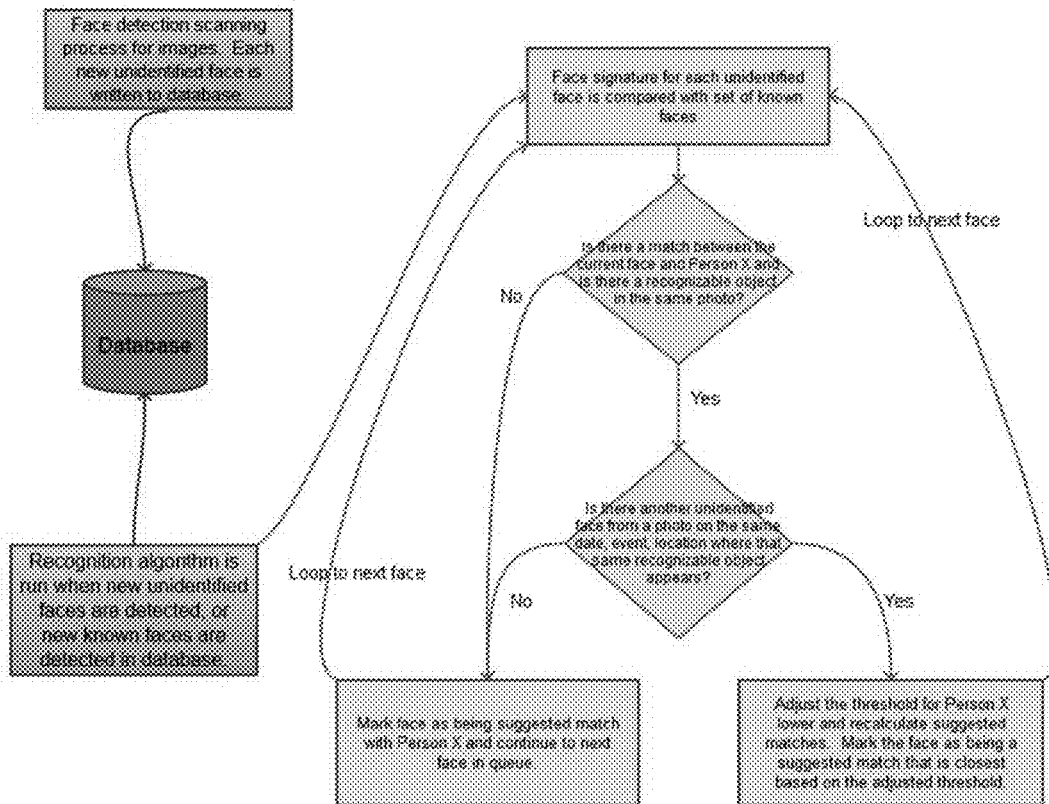 Face detection scanning
process for images. Each
new unidentified face is
written to database.
Database
Recognition algorithm is
run when new unidentified
faces are detected, or
new known faces are
detected in database.
Face signature for each unidentified
face is compared with set of known
faces
Is there a match between the
current face and Person X and
is there a recognizable object
in the same photo?
No
Yes
Loop to next face
Is there another unidentified
face from a photo on the same
date, event, location where that
same recognizable object
appears?
Loop to next face
No
Yes
Mark face as being suggested match
with Person X and continue to next
face in queue.
Adjust the threshold for Person X
lower and recalculate suggested
matches. Mark the face as being a
suggested match that is closest
based on the adjusted threshold.